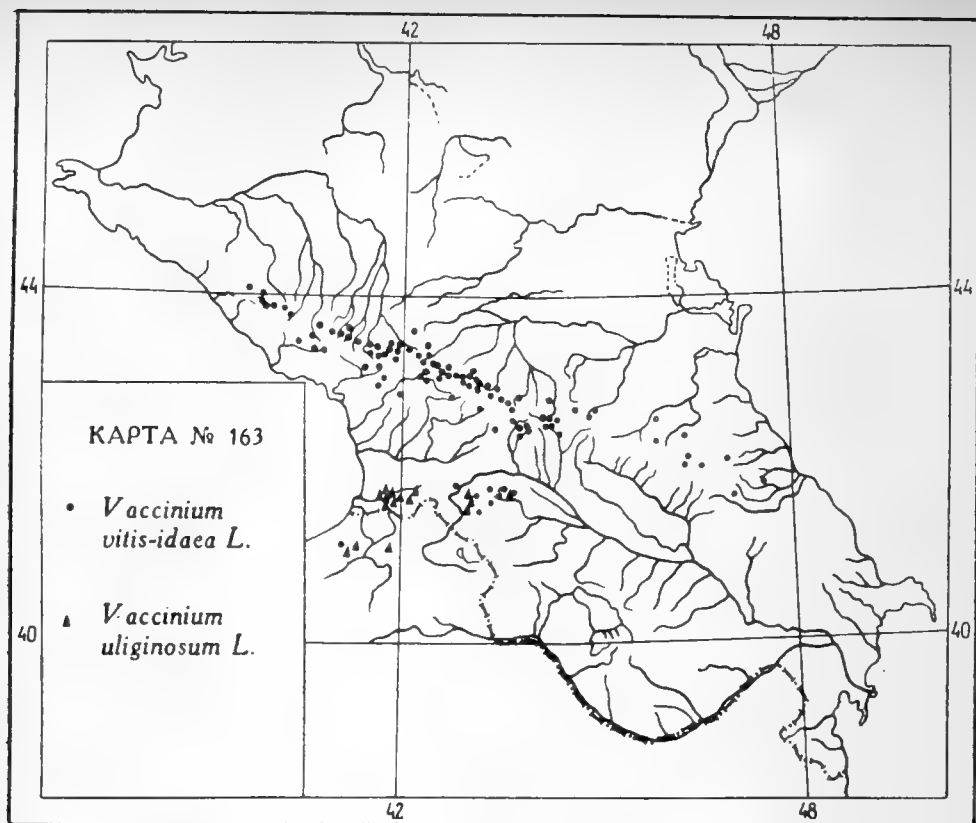 42 48
44 44
КАРТА № 163
Vaccinium
vitis-idaea L.
Vaccinium
uliginosum L.
40 40
42 48